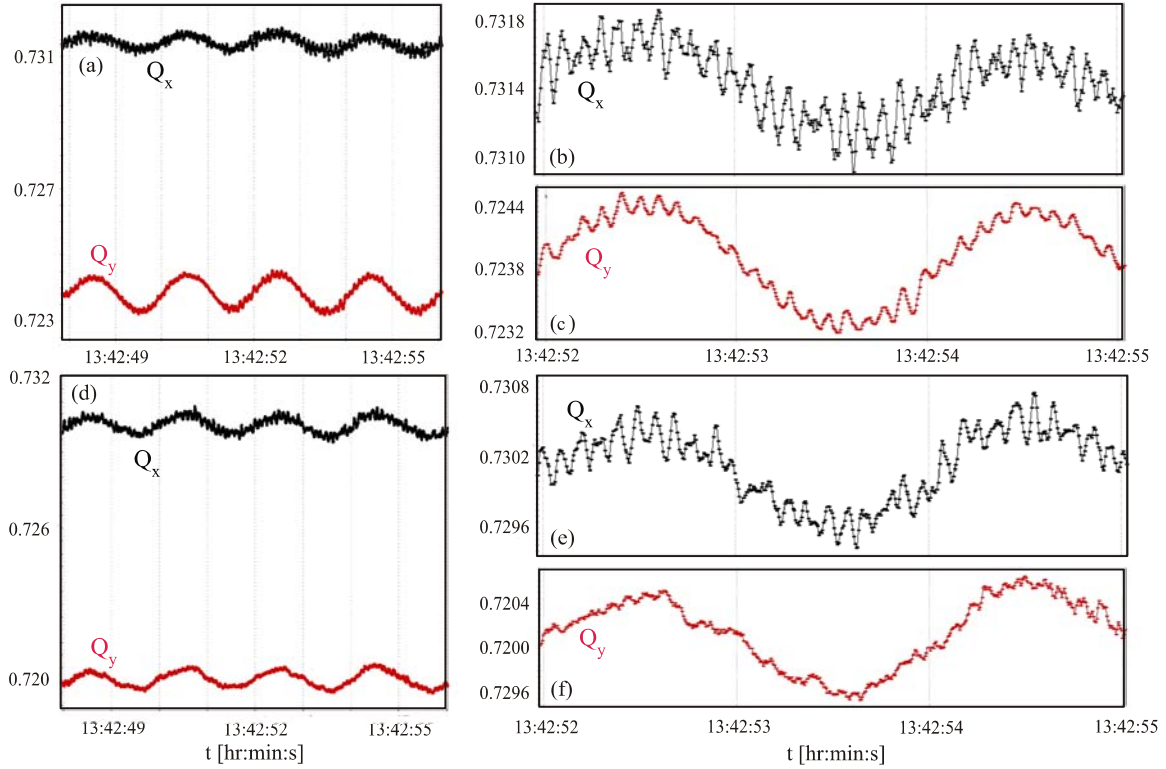 0.731
(a)
Qx
0.727
Qy
0.723
13:42:49
13:42:52
13:42:55
0.7318
Qx
0.7314
0.7310
(b)
0.7244
0.7238
Qy
0.7232
(c)
13:42:52
13:42:53
13:42:54
13:42:55
0.732
(d)
Qx
0.726
Qy
0.720
13:42:49
13:42:52
13:42:55
t [hr:min:s]
0.7308
Qx
0.7302
0.7296
(e)
0.7204
0.7200
Qy
0.7296
(f)
13:42:52
13:42:53
13:42:54
13:42:55
t [hr:min:s]